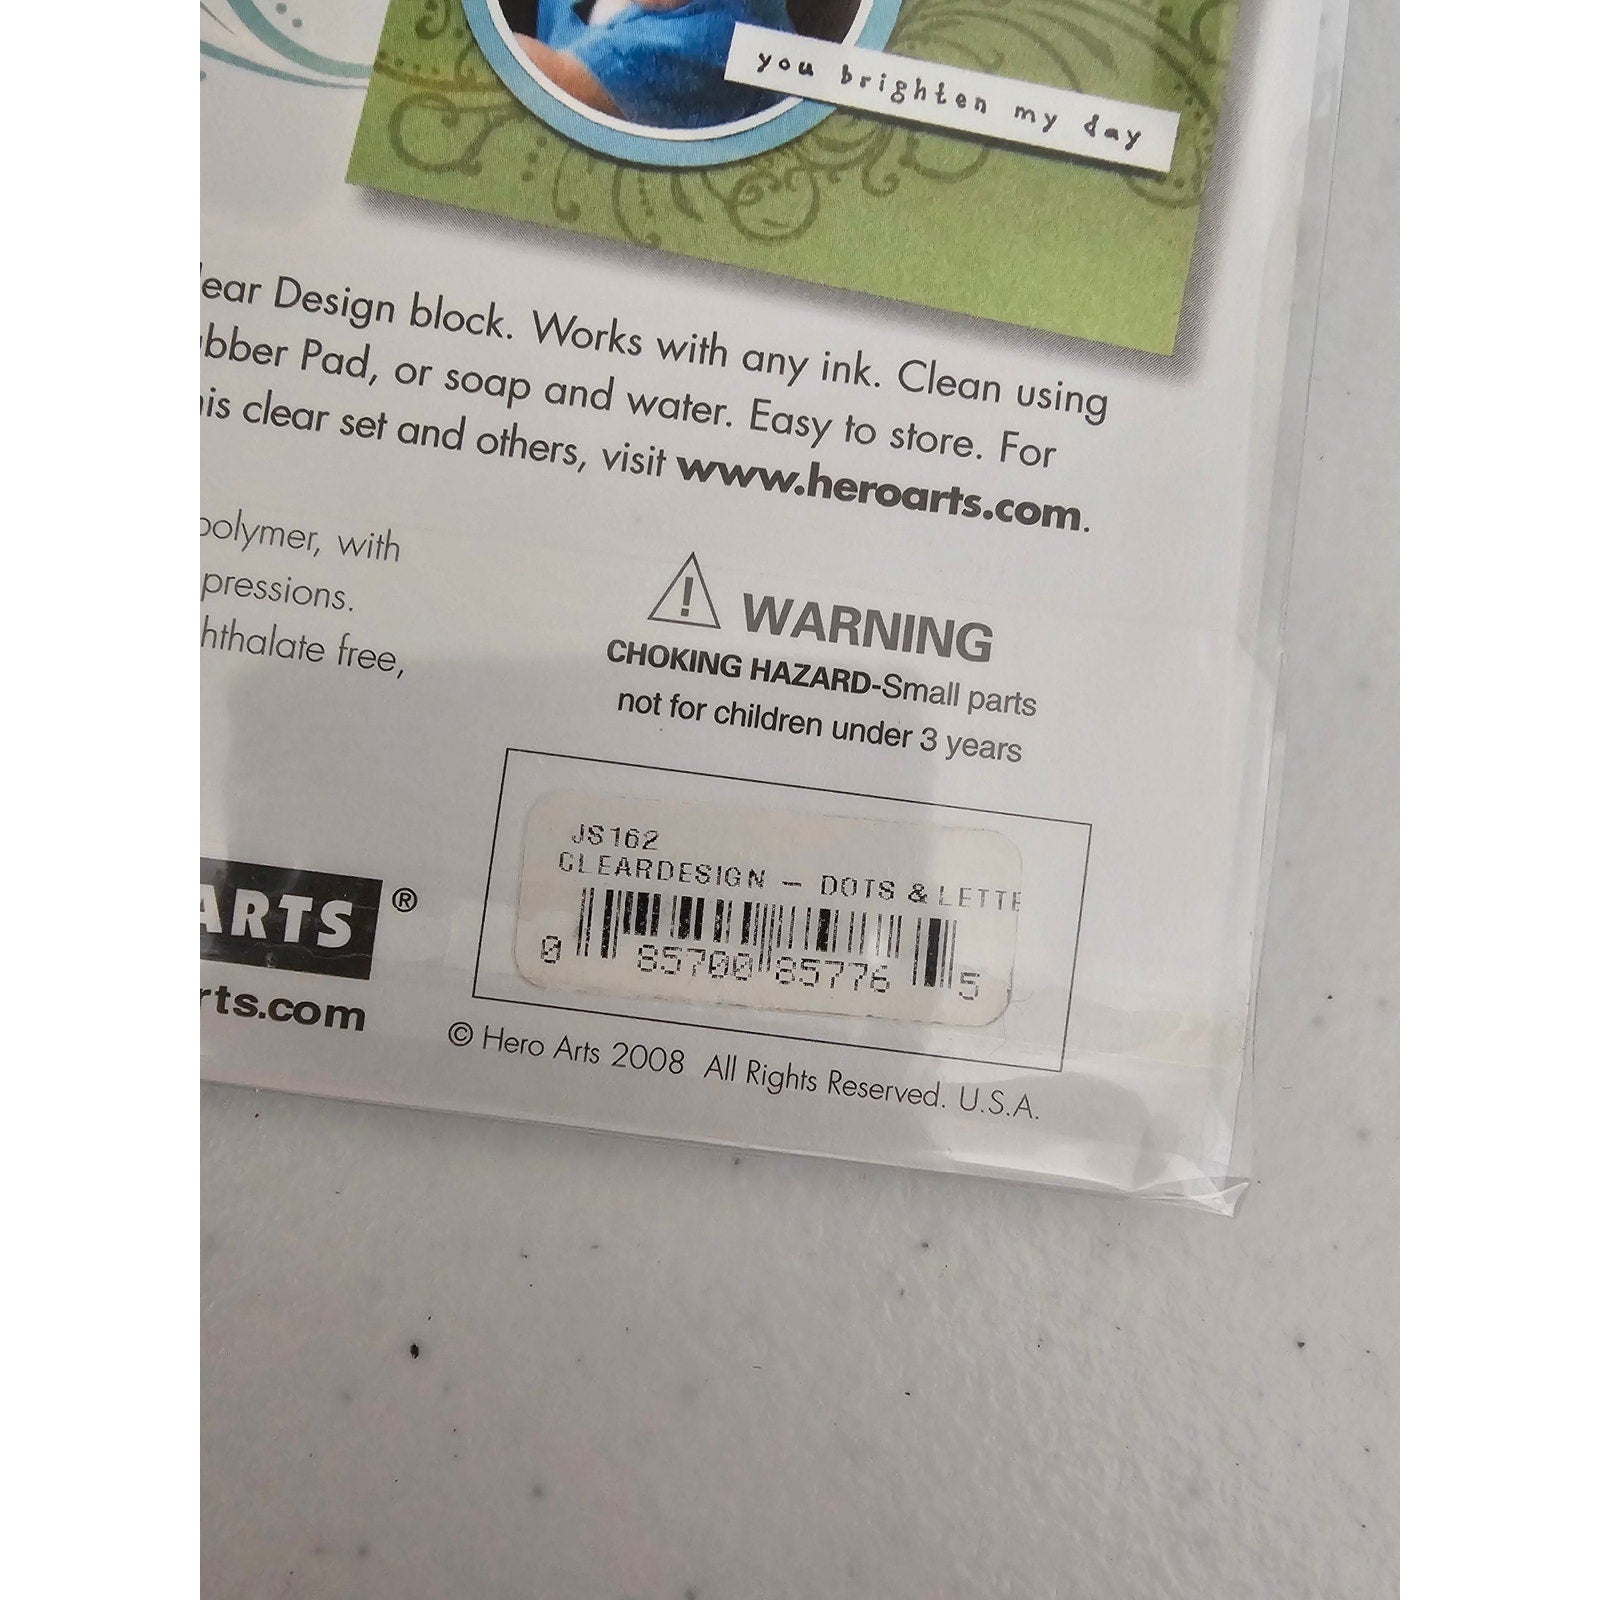 you brighten my day
ear Design block. Works with any ink. Clean using
bber Pad, or soap and water. Easy to store. For
his clear set and others, visit www.heroarts.com.
polymer, with
pressions.
hthalate free,
! WARNING
CHOKING HAZARD-Small parts
not for children under 3 years
JS162
CLEARDESIGN - DOTS & LETTE
0 85700 85776 5
ARTS®
rts.com
© Hero Arts 2008 All Rights Reserved. U.S.A.